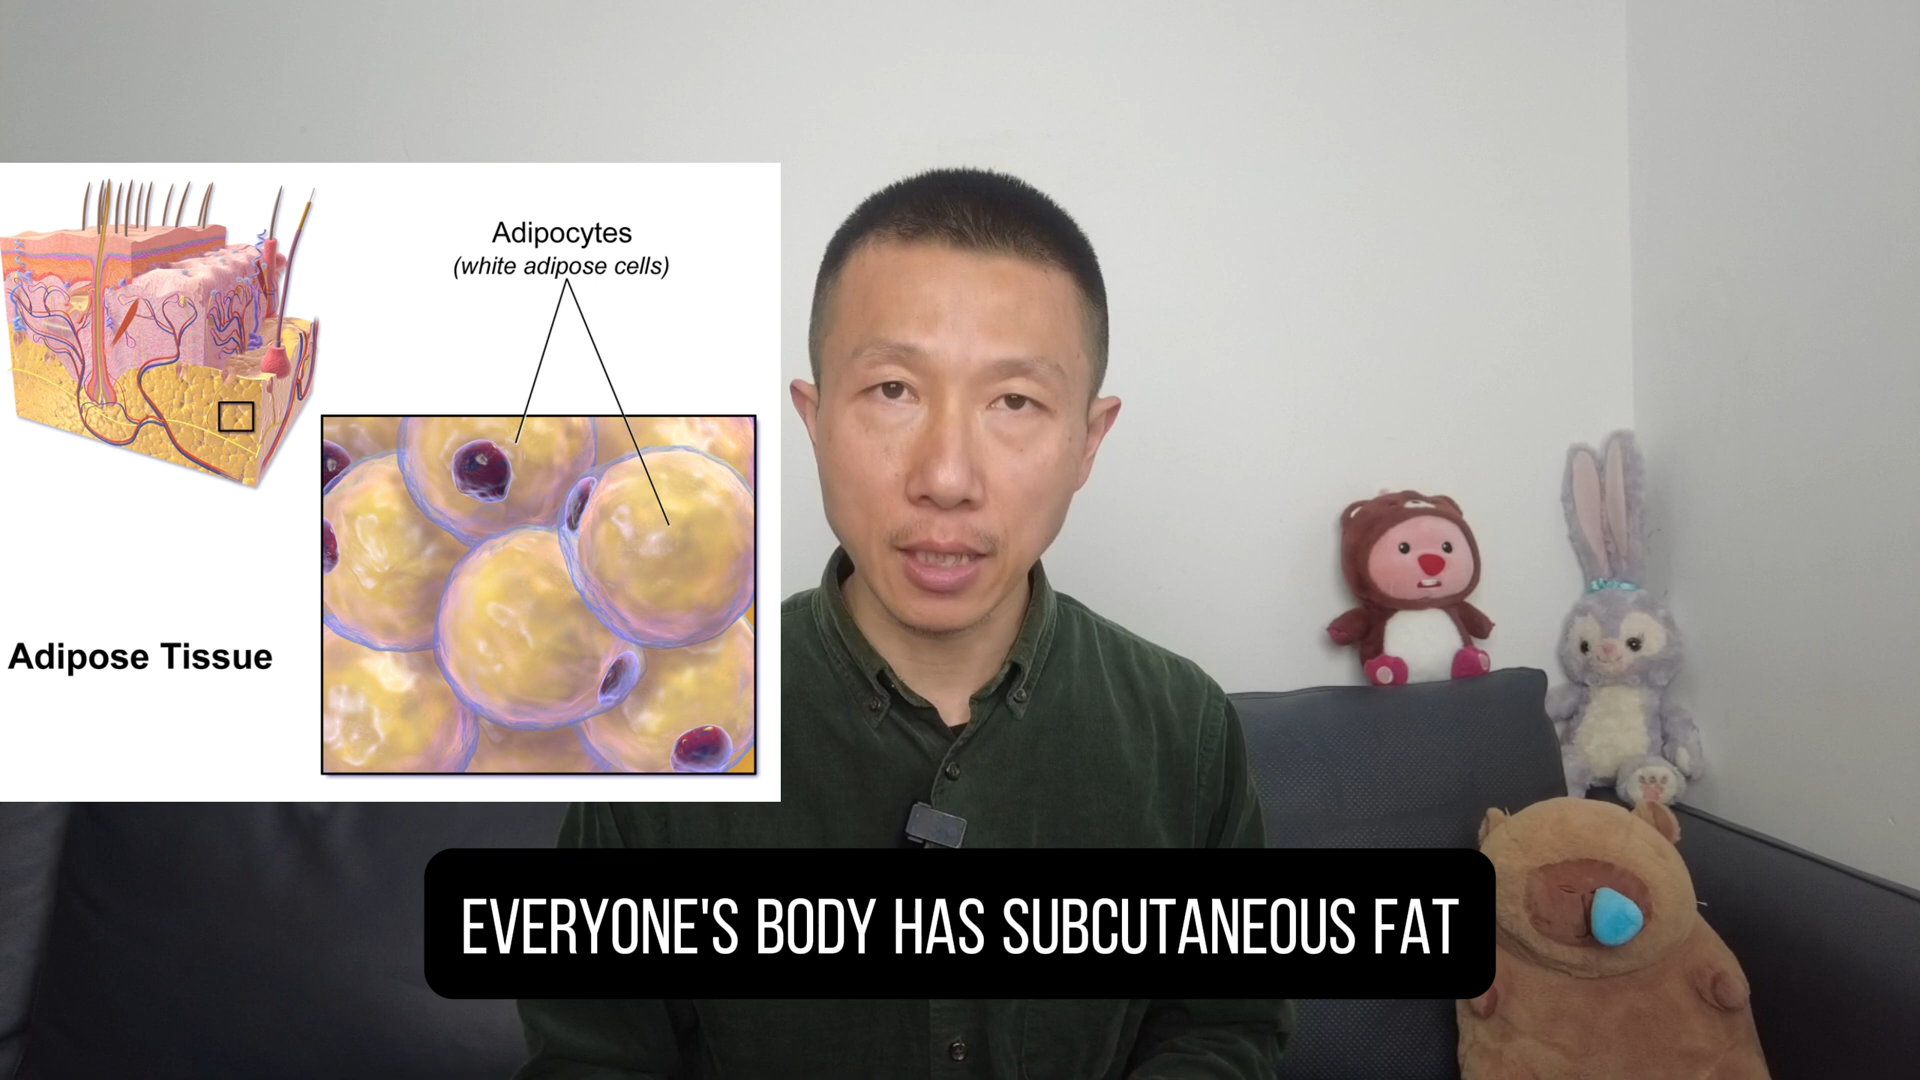 Adipocytes
(white adipose cells)
Adipose Tissue
EVERYONE'S BODY HAS SUBCUTANEOUS FAT